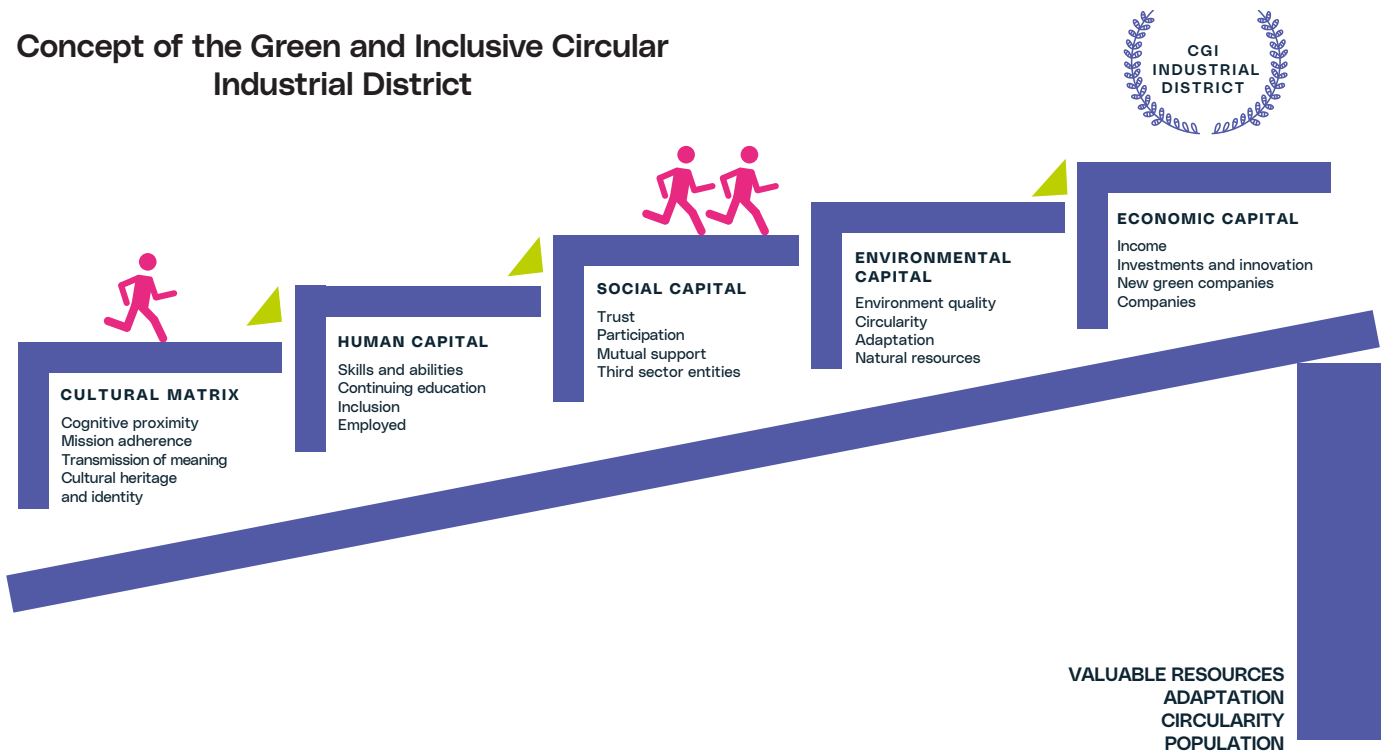 Concept of the Green and Inclusive Circular
Industrial District
CGI
INDUSTRIAL
DISTRICT
CULTURAL MATRIX
Cognitive proximity
Mission adherence
Transmission of meaning
Cultural heritage
and identity
HUMAN CAPITAL
Skills and abilities
Continuing education
Inclusion
Employed
SOCIAL CAPITAL
Trust
Participation
Mutual support
Third sector entities
ENVIRONMENTAL
CAPITAL
Environment quality
Circularity
Adaptation
Natural resources
ECONOMIC CAPITAL
Income
Investments and innovation
New green companies
Companies
VALUABLE RESOURCES
ADAPTATION
CIRCULARITY
POPULATION